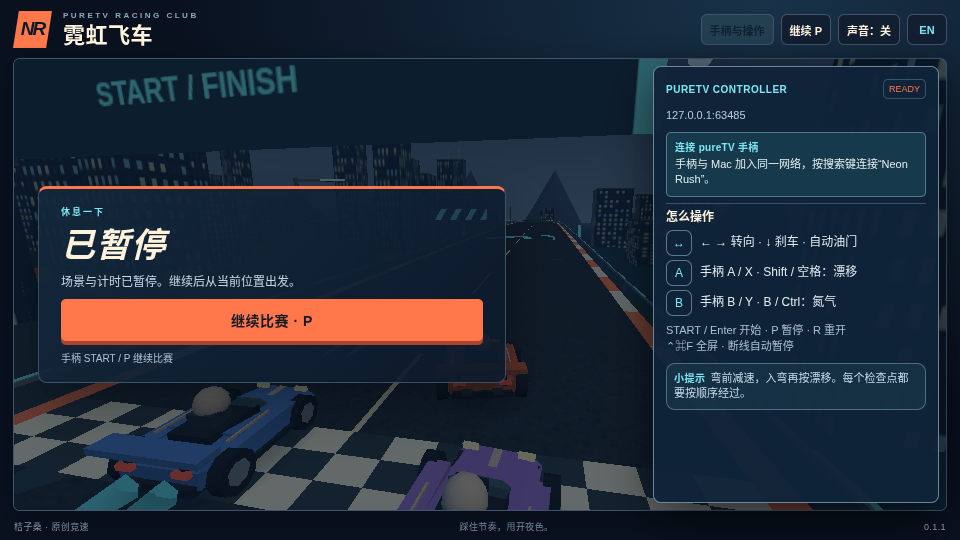 NR
PURETV RACING CLUB
霓虹飞车
手柄与操作
继续 P
声音：关
EN
START / FINISH
休息一下
已暂停
场景与计时已暂停。继续后从当前位置出发。
继续比赛 · P
手柄 START / P 继续比赛
PURETV CONTROLLER
READY
127.0.0.1:63485
连接 pureTV 手柄
手柄与 Mac 加入同一网络，按搜索键连接“Neon
Rush”。
怎么操作
↔ ← → 转向 · ↓ 刹车 · 自动油门
A 手柄 A / X · Shift / 空格：漂移
B 手柄 B / Y · B / Ctrl：氮气
START / Enter 开始 · P 暂停 · R 重开
⌃⌘F 全屏 · 断线自动暂停
小提示 弯前减速，入弯再按漂移。每个检查点都
要按顺序经过。
桔子桑 · 原创竞速
踩住节奏，甩开夜色。
0.1.1